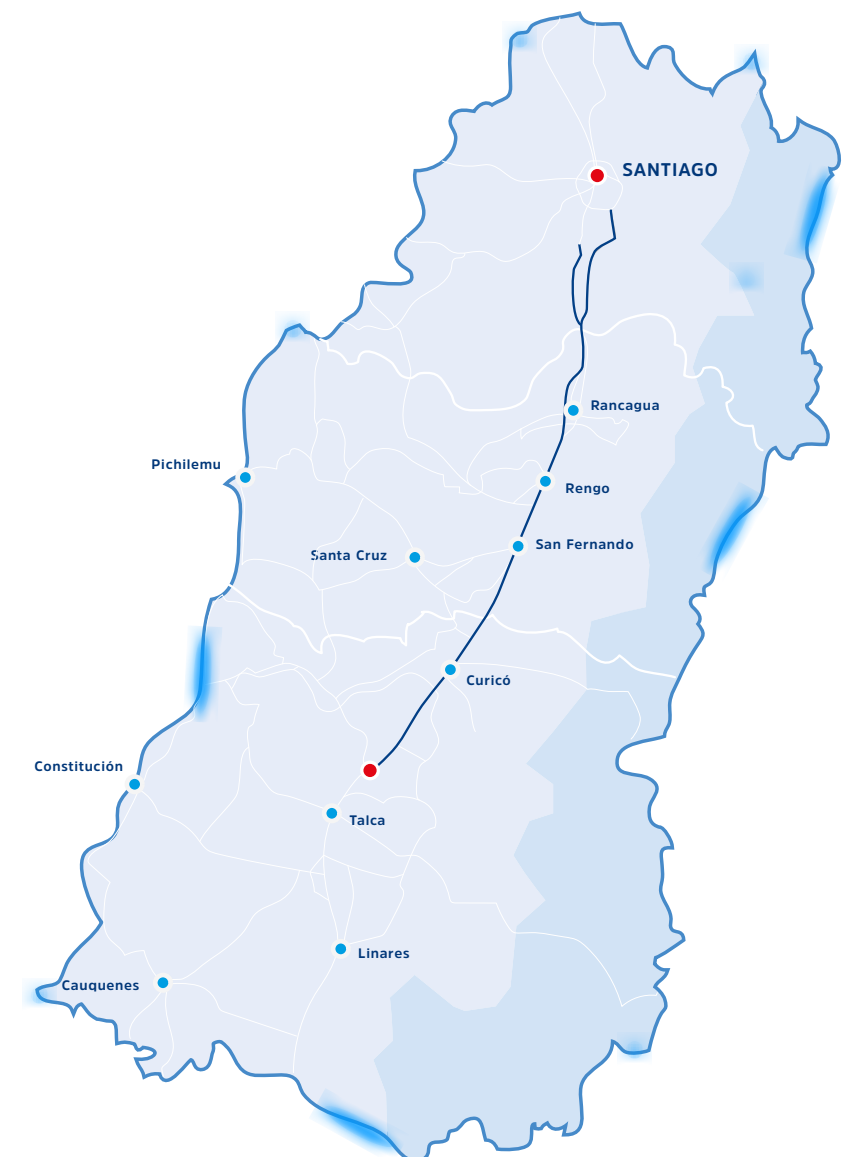 SANTIAGO
Rancagua
Pichilemu
Rengo
San Fernando
Santa Cruz
Curicó
Constitución
Talca
Linares
Cauquenes